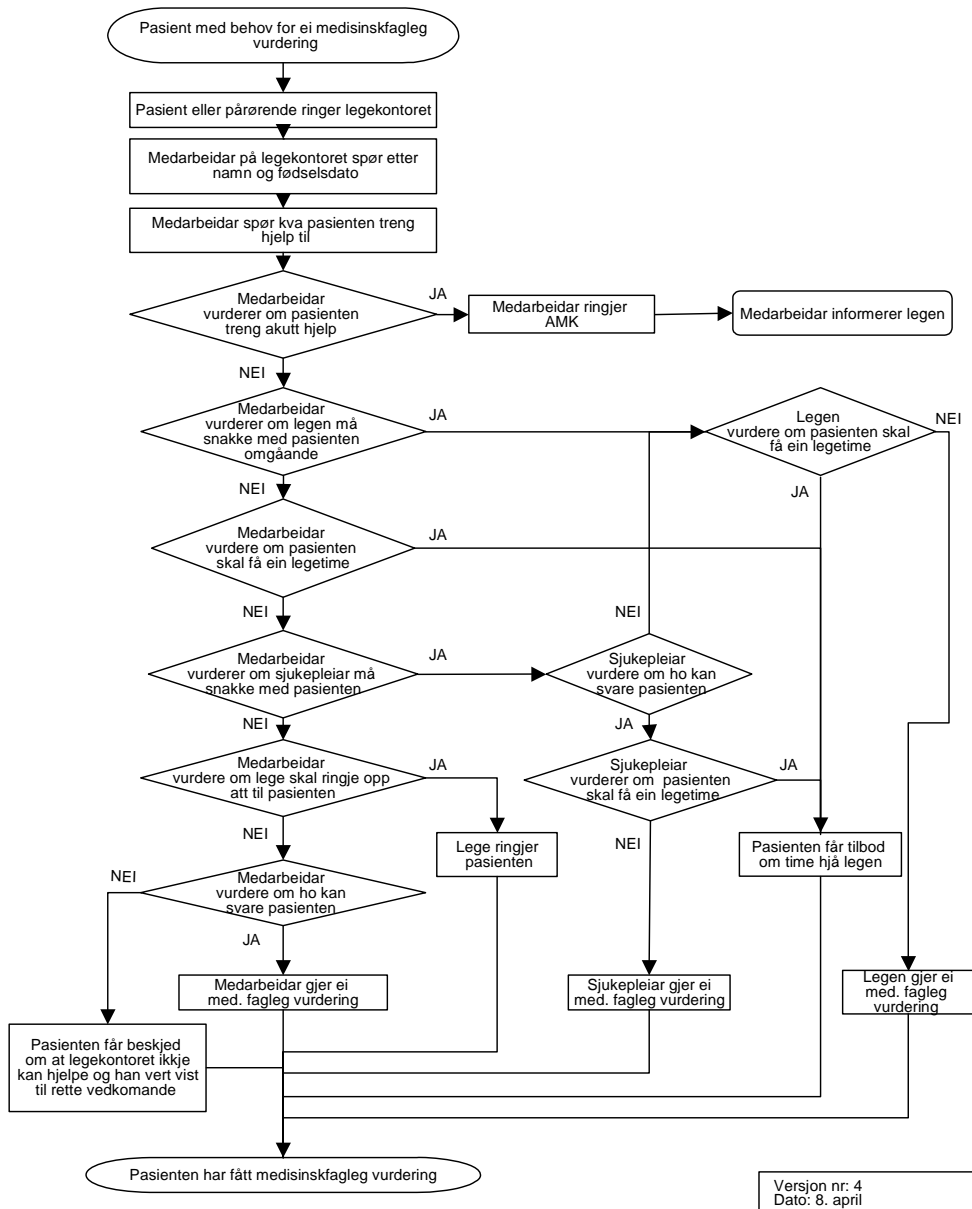 Pasient med behov for ei medisinskfagleg
vurdering
Pasient eller pårørende ringer legekontoret
Medarbeidar på legekontoret spør etter
namn og fødselsdato
Medarbeidar spør kva pasienten treng
hjelp til
Medarbeidar
vurderer om pasienten
treng akutt hjelp
JA
Medarbeidar ringjer
AMK
Medarbeidar informerer legen
NEI
Medarbeidar
vurderer om legen må
snakke med pasienten
omgåande
JA
Legen
vurdere om pasienten skal
få ein legetime
NEI
NEI
JA
Medarbeidar
vurdere om pasienten
skal få ein legetime
JA
NEI
NEI
Medarbeidar
vurderer om sjukepleiar må
snakke med pasienten
JA
Sjukepleiar
vurdere om ho kan
svare pasienten
NEI
JA
Medarbeidar
vurdere om lege skal ringje opp
att til pasienten
JA
Sjukepleiar
vurderer om pasienten
skal få ein legetime
JA
NEI
Lege ringjer
pasienten
NEI
Pasienten får tilbod
om time hjå legen
Medarbeidar
vurdere om ho kan
svare pasienten
NEI
JA
Medarbeidar gjer ei
med. fagleg vurdering
Sjukepleiar gjer ei
med. fagleg vurdering
Legen gjer ei
med. fagleg
vurdering
Pasienten får beskjed
om at legekontoret ikkje
kan hjelpe og han vert vist
til rette vedkomande
Pasienten har fått medisinskfagleg vurdering
Versjon nr: 4
Dato: 8. april